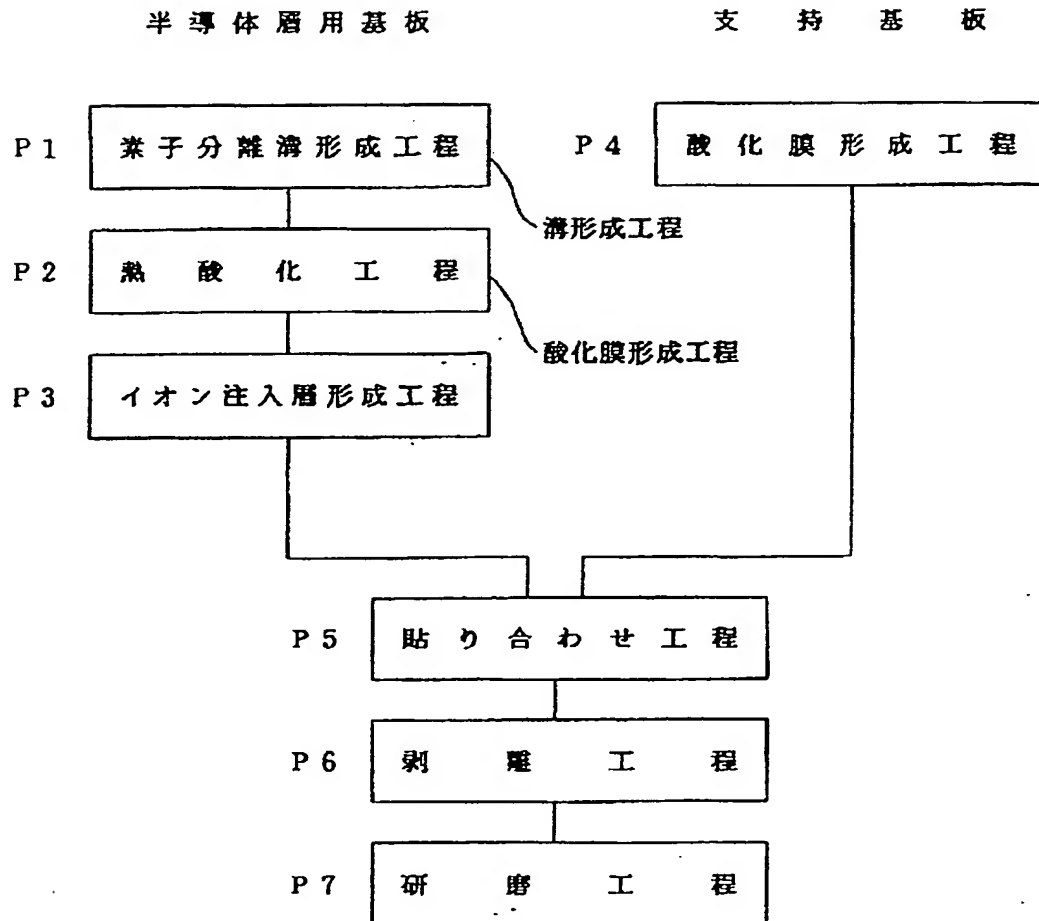 半導体層用基板 支持基板
P1 素子分離溝形成工程 P4 酸化膜形成工程
溝形成工程
P2 熱酸化工程
酸化膜形成工程
P3 イオン注入層形成工程
P5 貼り合わせ工程
P6 剥離工程
P7 研磨工程